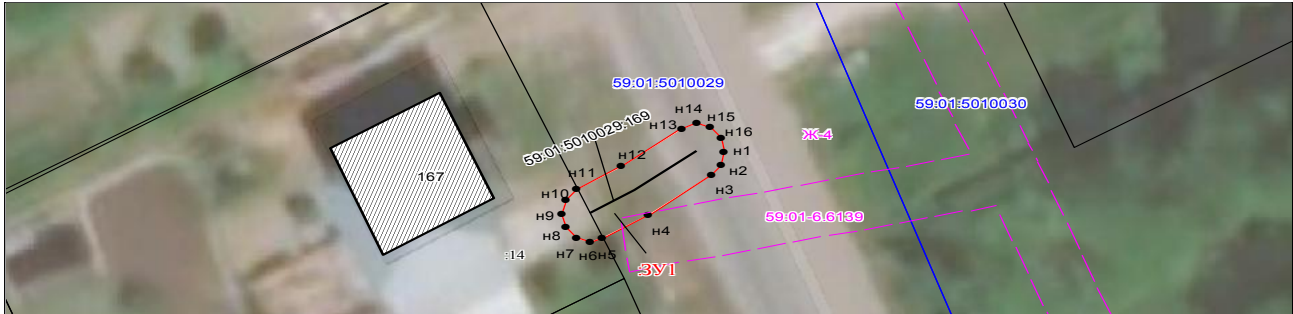 59:01:5010029
59:01:5010030
н14
н15
н13
н16
59:01:5010029:169
Ж-4
н12
н1
н11
н2
167
н10
н3
н9
59:01-6.6139
н8
н4
:14
н7
н6
н5
:ЗУ1